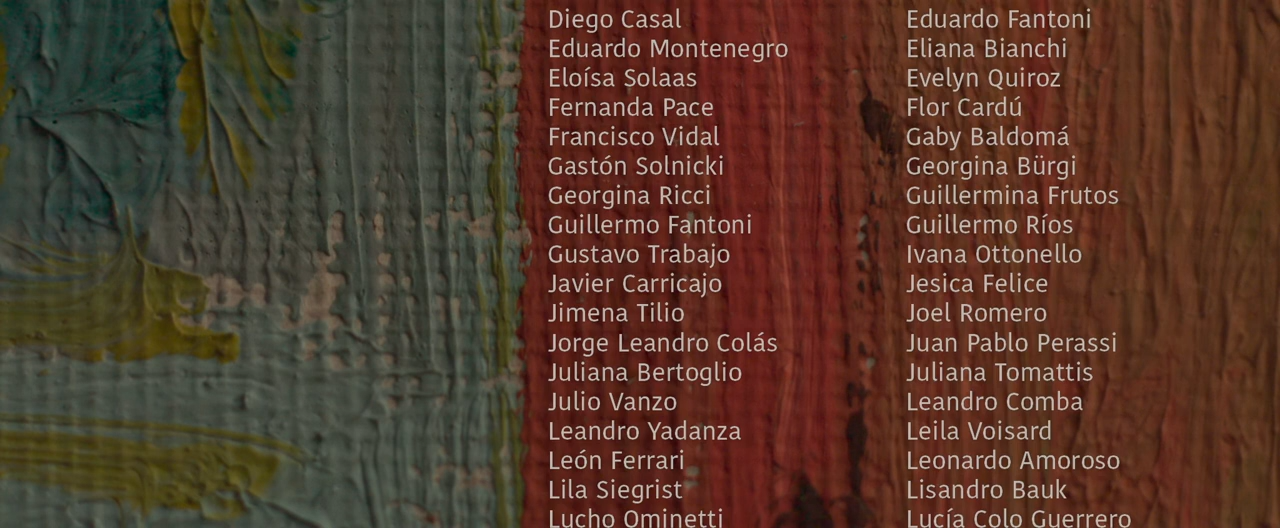 Diego Casal
Eduardo Montenegro
Eloísa Solaas
Fernanda Pace
Francisco Vidal
Gastón Solnicki
Georgina Ricci
Guillermo Fantoni
Gustavo Trabajo
Javier Carricajo
Jimena Tilio
Jorge Leandro Colás
Juliana Bertoglio
Julio Vanzo
Leandro Yadanza
León Ferrari
Lila Siegrist
Lucho Ominetti
Eduardo Fantoni
Eliana Bianchi
Evelyn Quiroz
Flor Cardú
Gaby Baldomá
Georgina Bürgi
Guillermina Frutos
Guillermo Ríos
Ivana Ottonello
Jesica Felice
Joel Romero
Juan Pablo Perassi
Juliana Tomattis
Leandro Comba
Leila Voisard
Leonardo Amoroso
Lisandro Bauk
Lucía Colo Guerrero